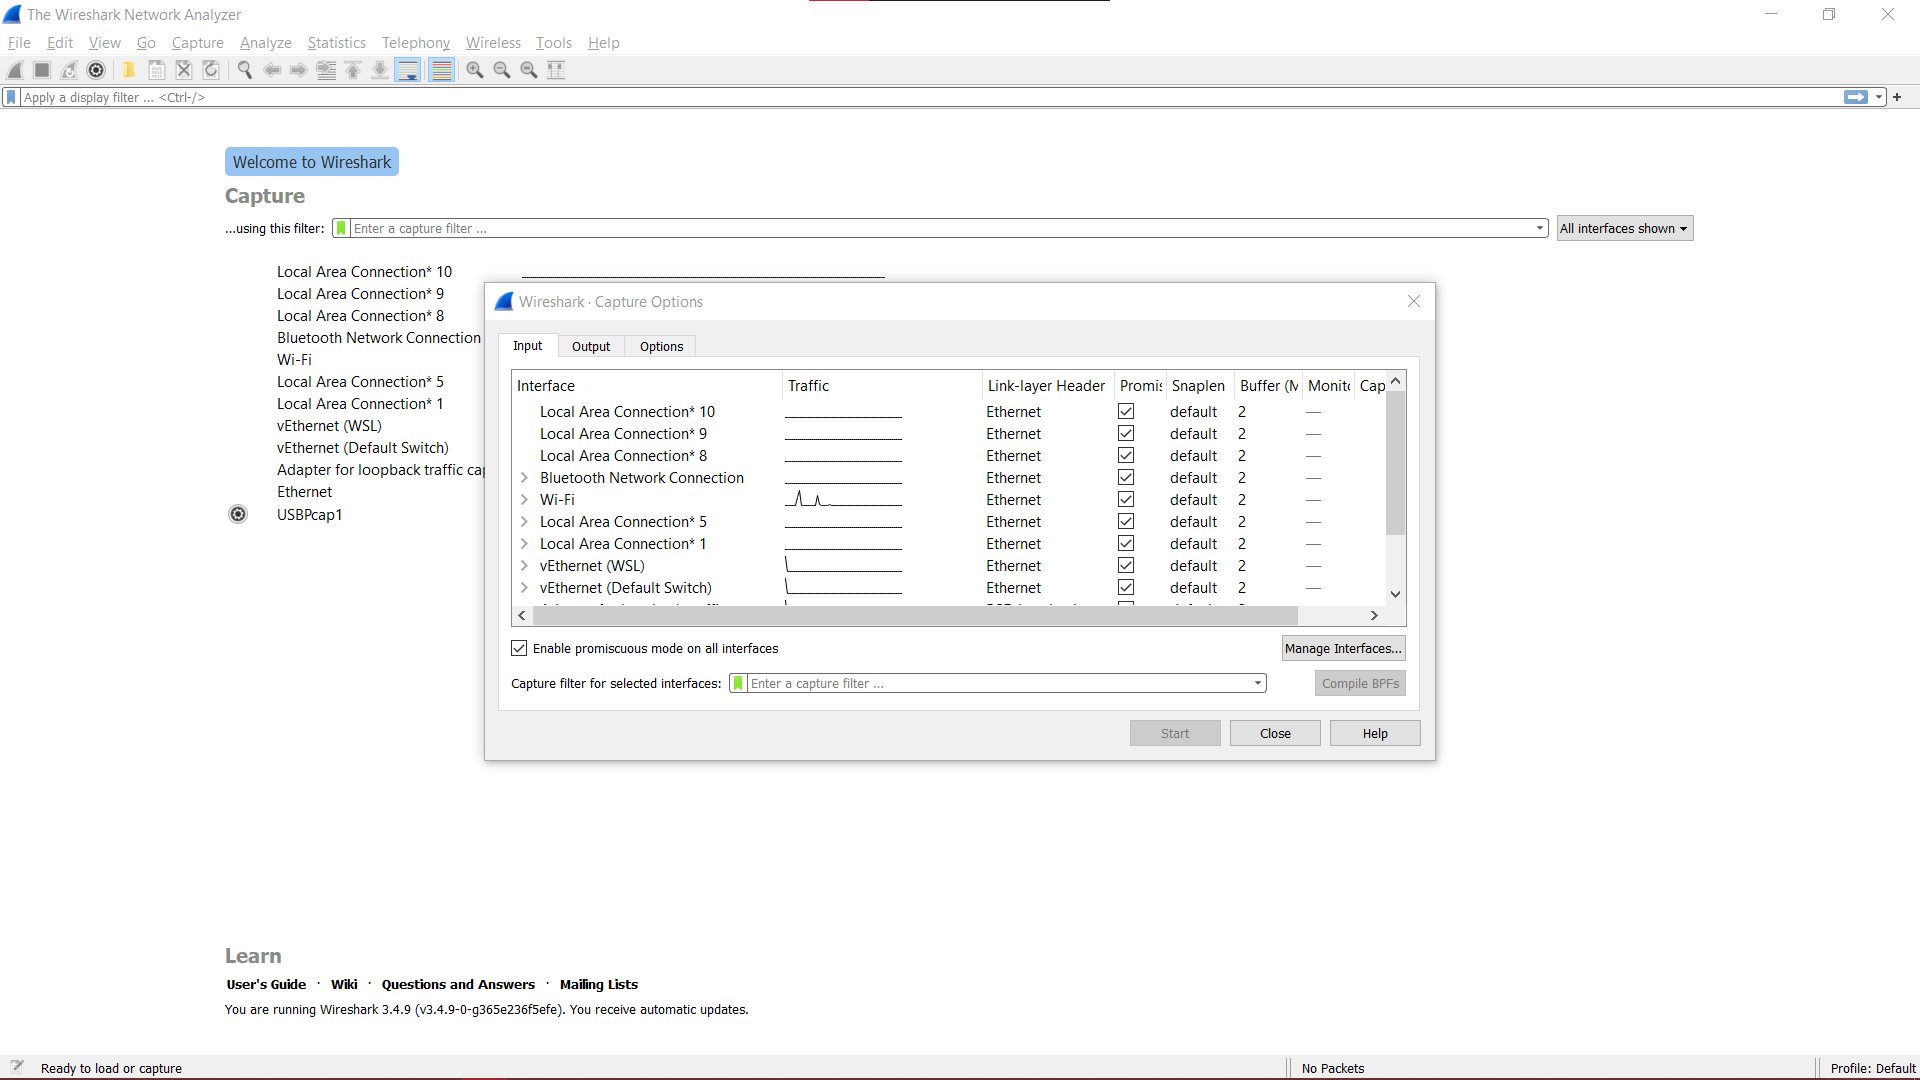 The Wireshark Network Analyzer
File Edit View Go Capture Analyze Statistics Telephony Wireless Tools Help
Apply a display filter ... <Ctrl-/>
Welcome to Wireshark
Capture
...using this filter: Enter a capture filter ... All interfaces shown
Local Area Connection* 10
Local Area Connection* 9
Local Area Connection* 8
Bluetooth Network Connection
Wi-Fi
Local Area Connection* 5
Local Area Connection* 1
vEthernet (WSL)
vEthernet (Default Switch)
Adapter for loopback traffic cap
Ethernet
USBPcap1
Wireshark · Capture Options
Input Output Options
Interface Traffic Link-layer Header Promis Snaplen Buffer (M Monito Cap
Local Area Connection* 10 Ethernet default 2 —
Local Area Connection* 9 Ethernet default 2 —
Local Area Connection* 8 Ethernet default 2 —
Bluetooth Network Connection Ethernet default 2 —
Wi-Fi Ethernet default 2 —
Local Area Connection* 5 Ethernet default 2 —
Local Area Connection* 1 Ethernet default 2 —
vEthernet (WSL) Ethernet default 2 —
vEthernet (Default Switch) Ethernet default 2 —
Enable promiscuous mode on all interfaces Manage Interfaces...
Capture filter for selected interfaces: Enter a capture filter ... Compile BPFs
Start Close Help
Learn
User's Guide · Wiki · Questions and Answers · Mailing Lists
You are running Wireshark 3.4.9 (v3.4.9-0-g365e236f5efe). You receive automatic updates.
Ready to load or capture No Packets Profile: Default